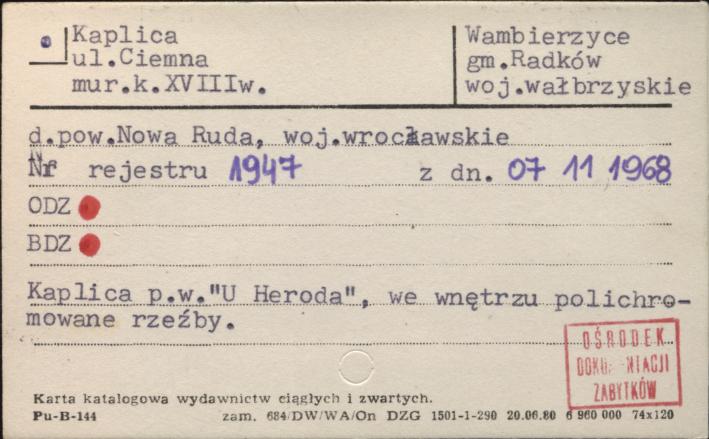 Kaplica
ul.Ciemna
mur.k.XVIIIw.
Wambierzyce
gm.Radków
woj.wałbrzyskie
d.pow.Nowa Ruda, woj.wrocławskie
Nr rejestru 1947 z dn. 07 11 1968
ODZ
BDZ
Kaplica p.w."U Heroda", we wnętrzu polichro-
mowane rzeźby.
OŚRODEK
DOKU NTACJI
ZABYTKÓW
Karta katalogowa wydawnictw ciągłych i zwartych.
Pu-B-144 zam. 684/DW/WA/On DZG 1501-1-290 20.06.80 6 960 000 74x120